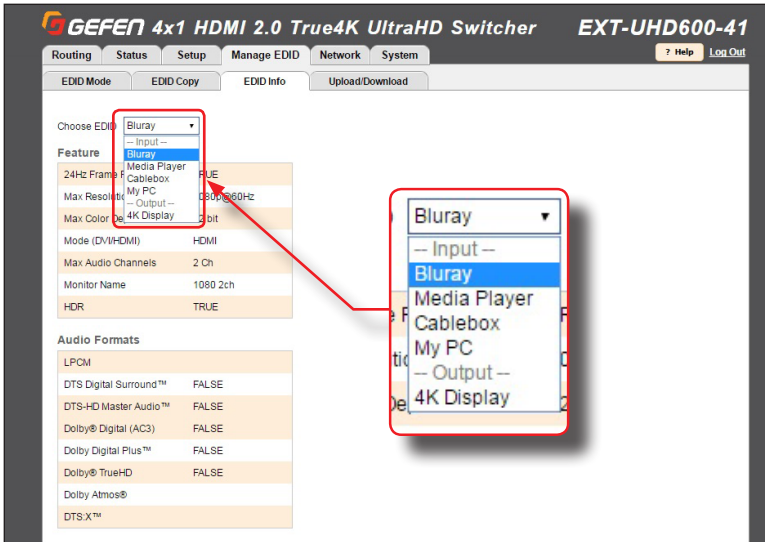 GEFEN 4x1 HDMI 2.0 True4K UltraHD Switcher EXT-UHD600-41
Routing Status Setup Manage EDID Network System ? Help Log Out
EDID Mode EDID Copy EDID Info Upload/Download
Choose EDID Bluray
-- Input --
Bluray
Media Player
Cablebox
My PC
-- Output --
4K Display
Feature
24Hz Frame
Max
Max Color De bit
Mode (DVI/HDMI) HDMI
Max Audio Channels 2 Ch
Monitor Name 1080 2ch
HDR TRUE
Audio Formats
LPCM
DTS Digital Surround™ FALSE
DTS-HD Master Audio™ FALSE
Dolby® Digital (AC3) FALSE
Dolby Digital Plus™ FALSE
Dolby® TrueHD FALSE
Dolby Atmos®
DTS:X™
Bluray
-- Input --
Bluray
Media Player
Cablebox
My PC
-- Output --
4K Display